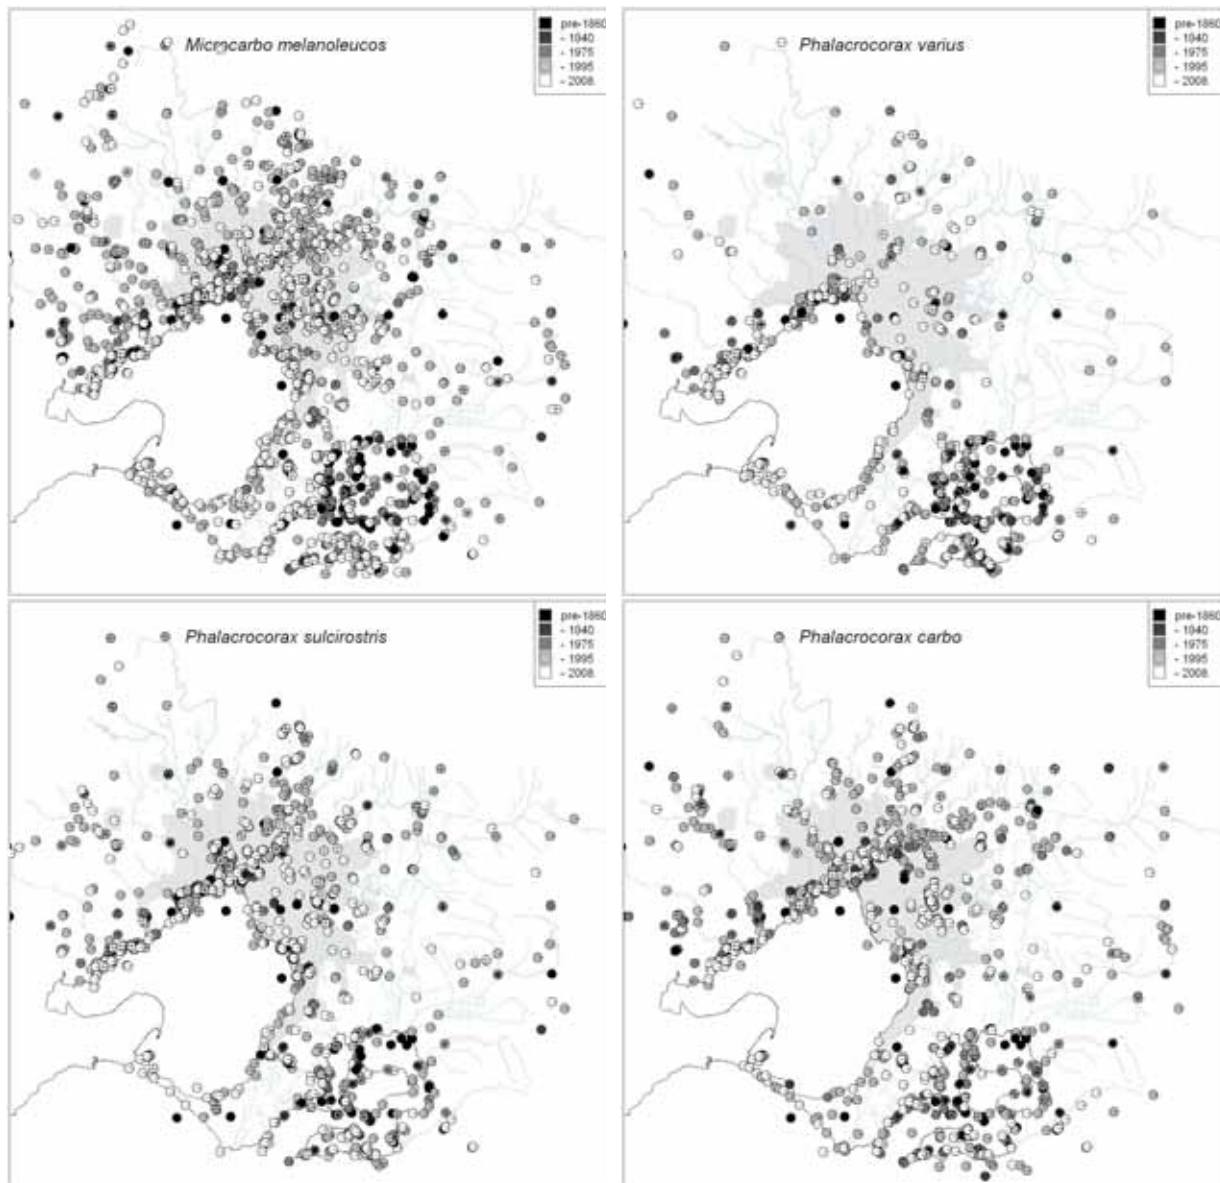 Microcarbo melanoleucos
pre-1860
- 1940
- 1975
- 1995
- 2008
Phalacrocorax varius
pre-1860
- 1940
- 1975
- 1995
- 2008
Phalacrocorax sulcirostris
pre-1860
- 1940
- 1975
- 1995
- 2008
Phalacrocorax carbo
pre-1860
- 1940
- 1975
- 1995
- 2008